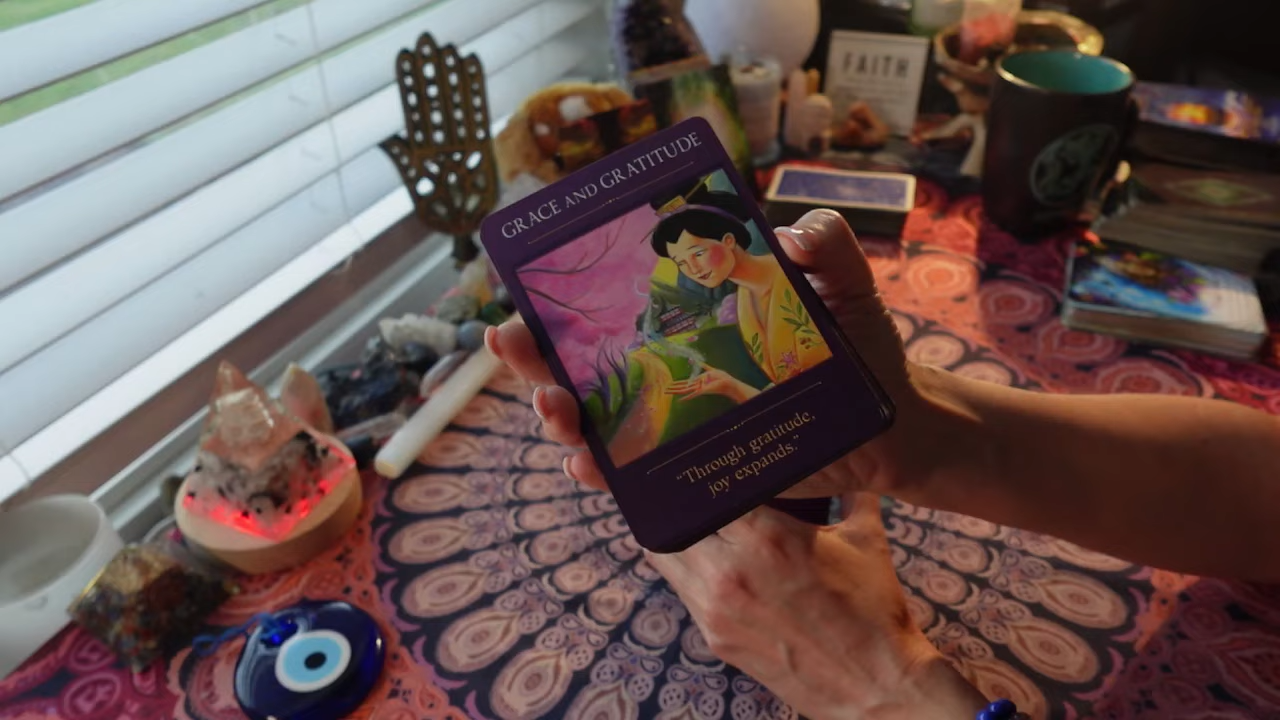 GRACE AND GRATITUDE
"Through gratitude,
joy expands."
FAITH